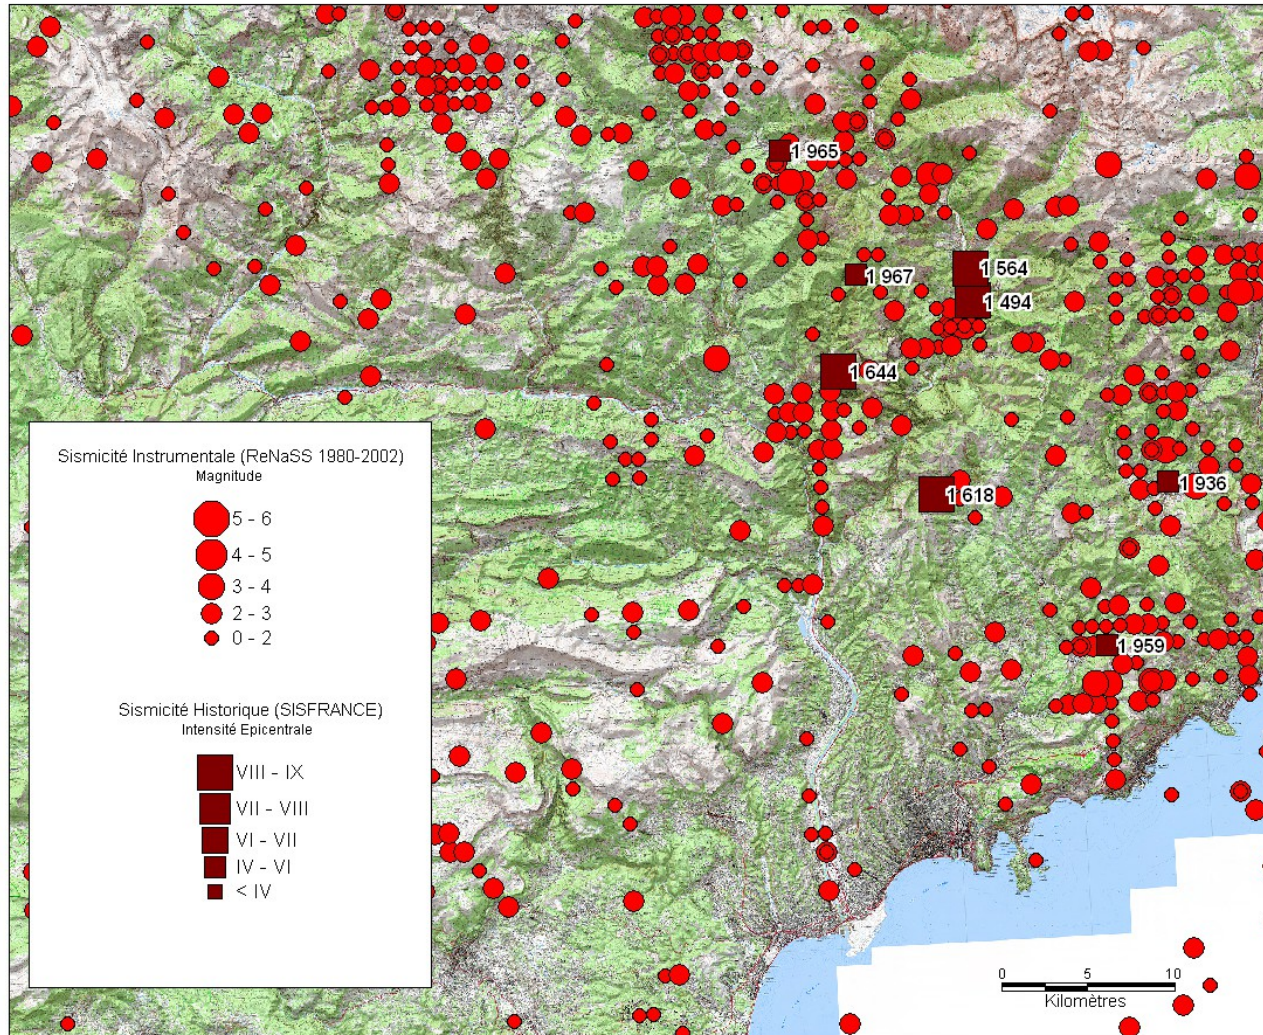 1 965
1 967
1 564
1 494
1 644
1 618
1 936
1 959
Sismicité Instrumentale (ReNaSS 1980-2002)
Magnitude
5 - 6
4 - 5
3 - 4
2 - 3
0 - 2
Sismicité Historique (SISFRANCE)
Intensité Epicentrale
VIII - IX
VII - VIII
VI - VII
IV - VI
< IV
0 5 10
Kilomètres